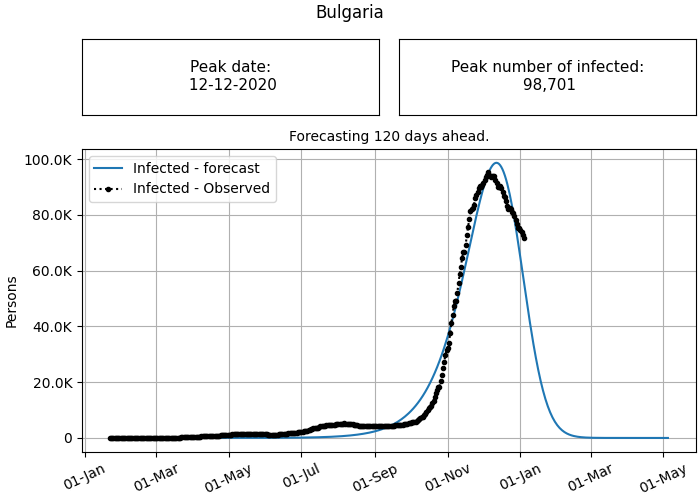 Bulgaria
Peak date:
12-12-2020
Peak number of infected:
98,701
Forecasting 120 days ahead.
Infected - forecast
Infected - Observed
100.0K
80.0K
60.0K
40.0K
20.0K
0
Persons
01-Jan
01-Mar
01-May
01-Jul
01-Sep
01-Nov
01-Jan
01-Mar
01-May